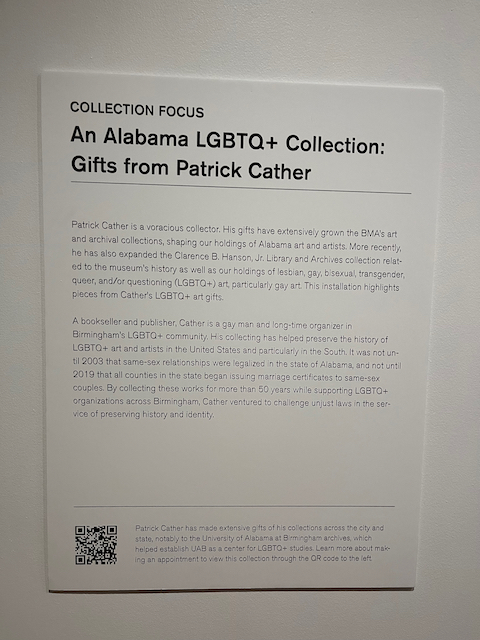 COLLECTION FOCUS
An Alabama LGBTQ+ Collection:
Gifts from Patrick Cather
Patrick Cather is a voracious collector. His gifts have extensively grown the BMA's art
and archival collections, shaping our holdings of Alabama art and artists. More recently,
he has also expanded the Clarence B. Hanson, Jr. Library and Archives collection relat-
ed to the museum's history as well as our holdings of lesbian, gay, bisexual, transgender,
queer, and/or questioning (LGBTQ+) art, particularly gay art. This installation highlights
pieces from Cather's LGBTQ+ art gifts.
A bookseller and publisher, Cather is a gay man and long-time organizer in
Birmingham's LGBTQ+ community. His collecting has helped preserve the history of
LGBTQ+ art and artists in the United States and particularly in the South. It was not un-
til 2003 that same-sex relationships were legalized in the state of Alabama, and not until
2019 that all counties in the state began issuing marriage certificates to same-sex
couples. By collecting these works for more than 50 years while supporting LGBTQ+
organizations across Birmingham, Cather ventured to challenge unjust laws in the ser-
vice of preserving history and identity.
Patrick Cather has made extensive gifts of his collections across the city and
state, notably to the University of Alabama at Birmingham archives, which
helped establish UAB as a center for LGBTQ+ studies. Learn more about mak-
ing an appointment to view this collection through the QR code to the left.